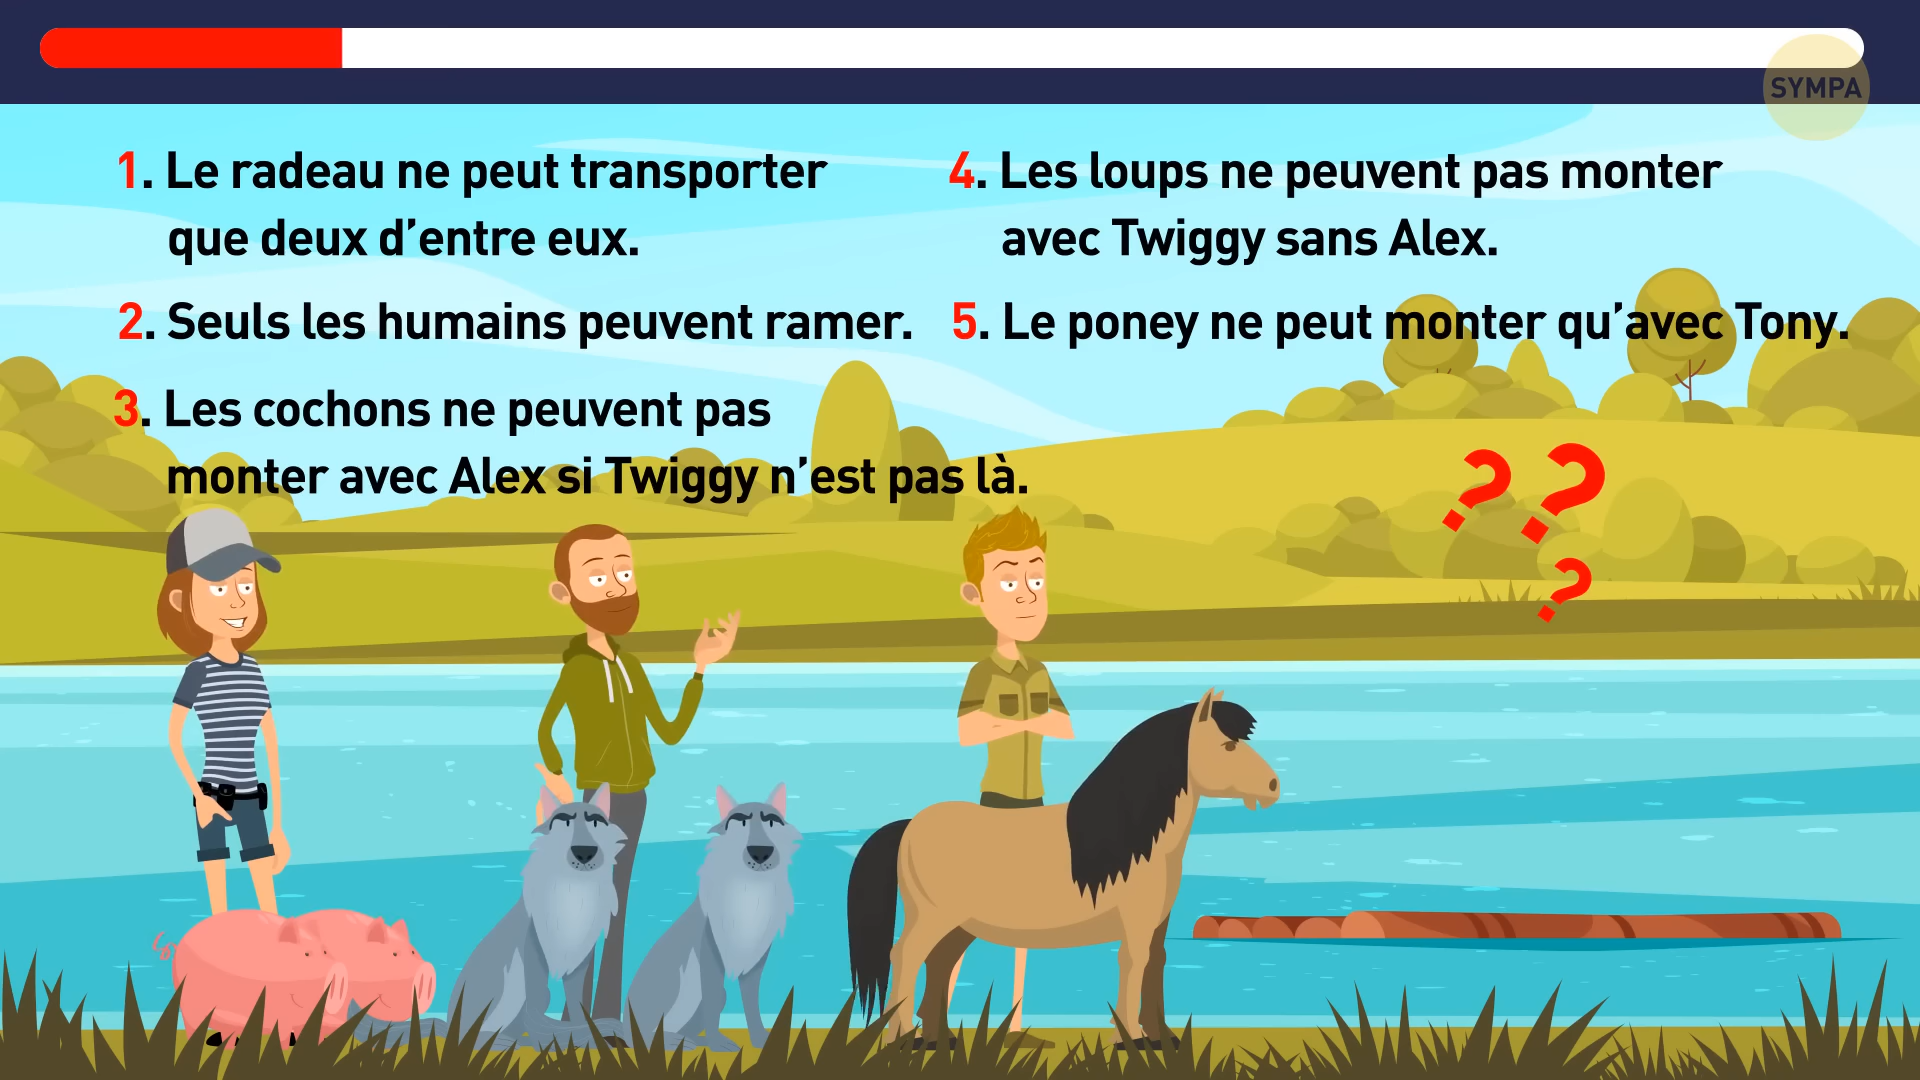 1. Le radeau ne peut transporter
que deux d’entre eux.
2. Seuls les humains peuvent ramer.
3. Les cochons ne peuvent pas
monter avec Alex si Twiggy n’est pas là.
4. Les loups ne peuvent pas monter
avec Twiggy sans Alex.
5. Le poney ne peut monter qu’avec Tony.
? ?
?
SYMPA